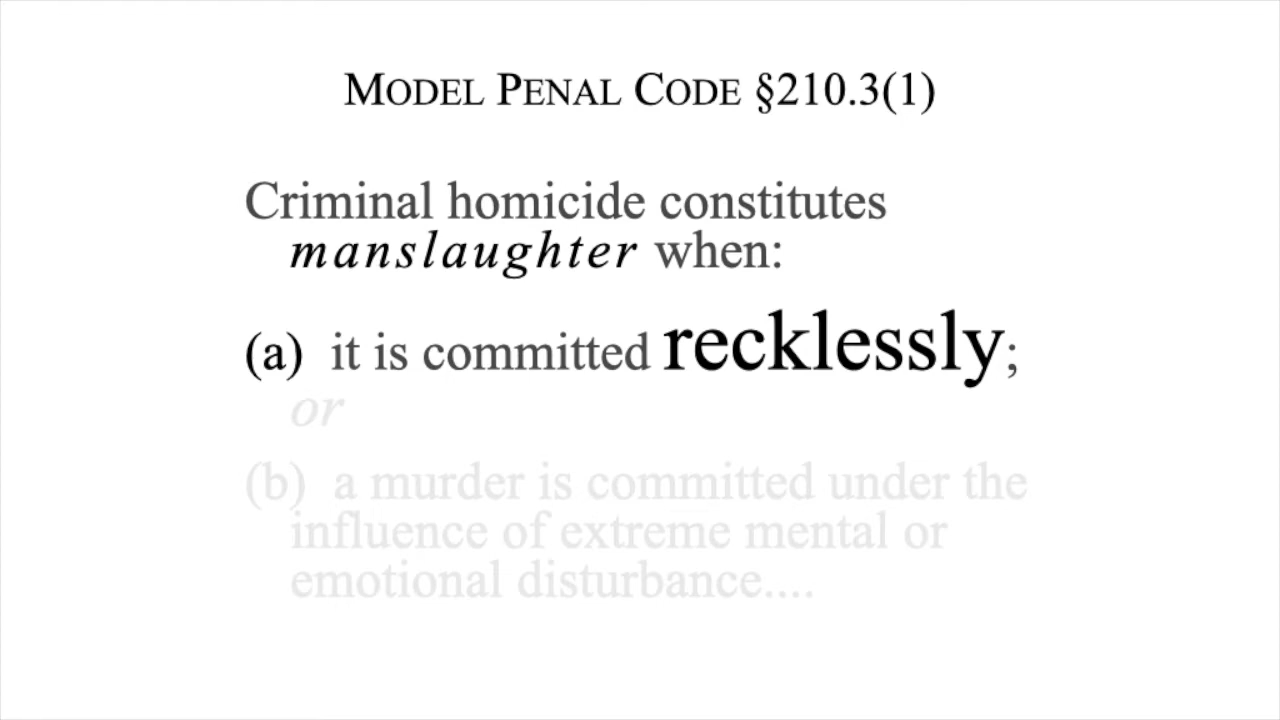 MODEL PENAL CODE §210.3(1)
Criminal homicide constitutes
manslaughter when:
(a) it is committed recklessly;
or
(b) a murder is committed under the
influence of extreme mental or
emotional disturbance....